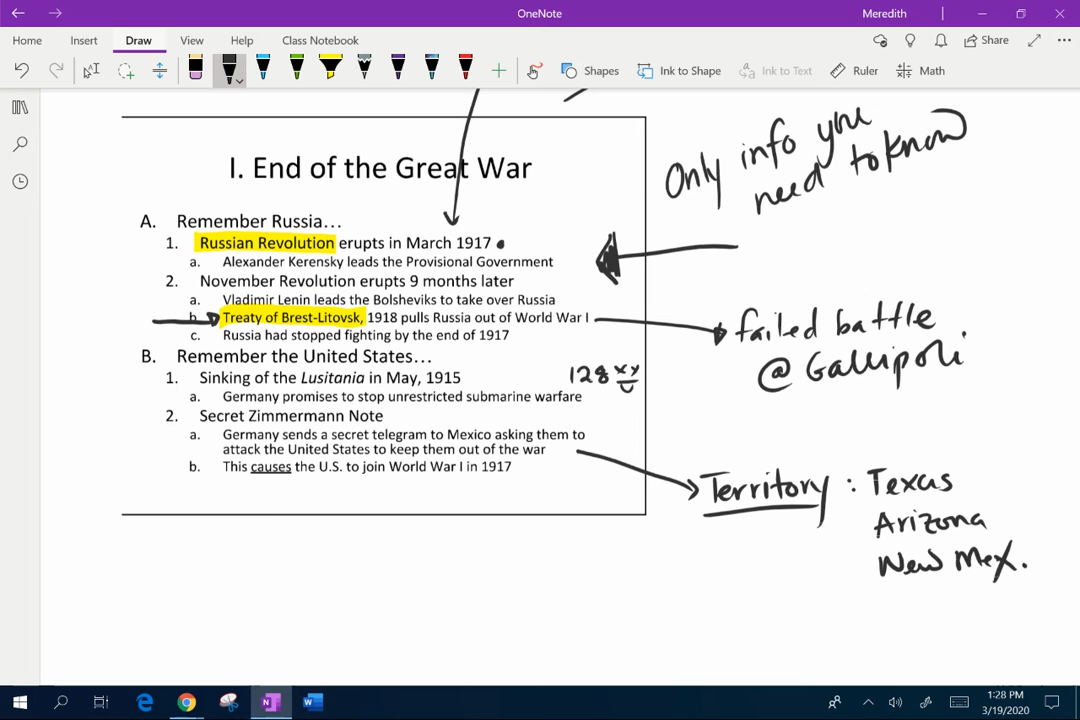 OneNote
Meredith
Home Insert Draw View Help Class Notebook
Share
Shapes Ink to Shape Ink to Text Ruler Math
Only info you
need to know
I. End of the Great War
A. Remember Russia...
1. Russian Revolution erupts in March 1917
a. Alexander Kerensky leads the Provisional Government
2. November Revolution erupts 9 months later
a. Vladimir Lenin leads the Bolsheviks to take over Russia
b. Treaty of Brest-Litovsk, 1918 pulls Russia out of World War I
failed battle
@ Gallipoli
c. Russia had stopped fighting by the end of 1917
B. Remember the United States...
1. Sinking of the Lusitania in May, 1915
128 xx
a. Germany promises to stop unrestricted submarine warfare
2. Secret Zimmermann Note
a. Germany sends a secret telegram to Mexico asking them to
attack the United States to keep them out of the war
b. This causes the U.S. to join World War I in 1917
Territory : Texas
Arizona
New Mex.
1:28 PM
3/19/2020